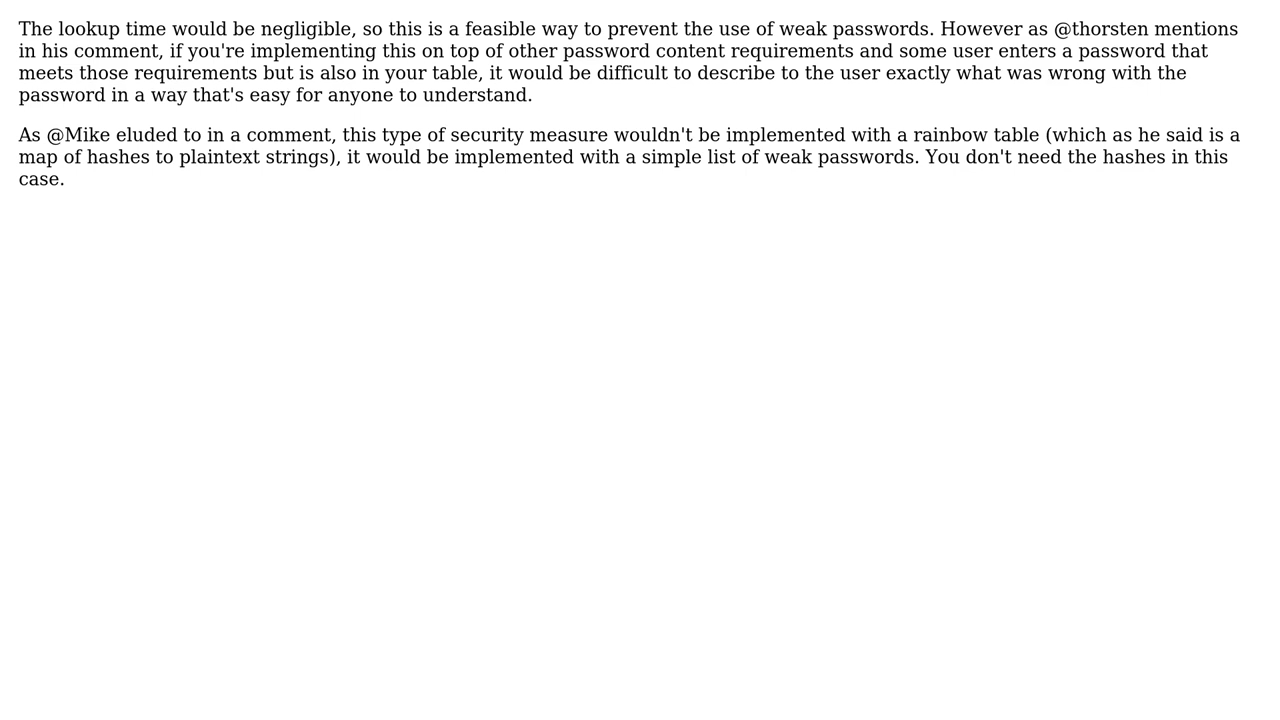 The lookup time would be negligible, so this is a feasible way to prevent the use of weak passwords. However as @thorsten mentions
in his comment, if you're implementing this on top of other password content requirements and some user enters a password that
meets those requirements but is also in your table, it would be difficult to describe to the user exactly what was wrong with the
password in a way that's easy for anyone to understand.
As @Mike eluded to in a comment, this type of security measure wouldn't be implemented with a rainbow table (which as he said is a
map of hashes to plaintext strings), it would be implemented with a simple list of weak passwords. You don't need the hashes in this
case.